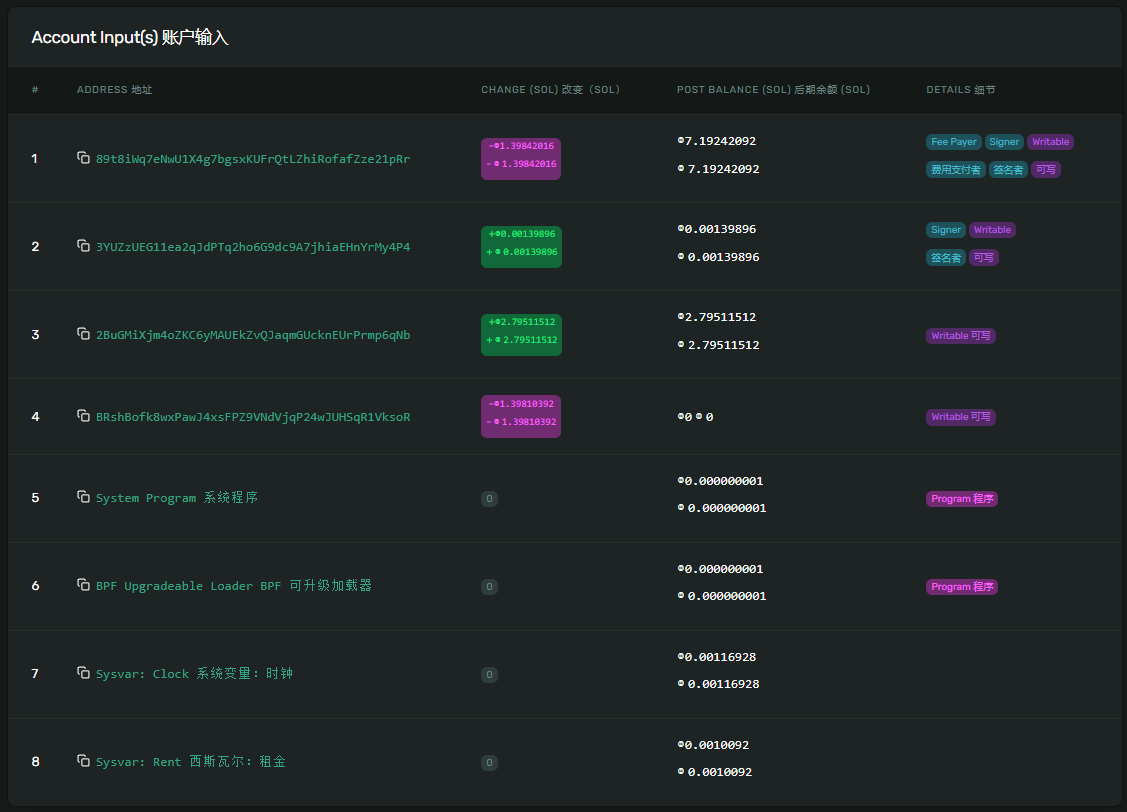 Account Input(s) 账户输入
# ADDRESS 地址 CHANGE (SOL) 改变（SOL） POST BALANCE (SOL) 后期余额 (SOL) DETAILS 细节
1 89t8iWq7eNwU1X4g7bgsxKUFrQtLZhiRofafZze21pRr
-◎1.39842016
- ◎ 1.39842016
◎7.19242092
◎ 7.19242092
Fee Payer Signer Writable
费用支付者 签名者 可写
2 3YUZzUEG11ea2qJdPTq2ho6G9dc9A7jhiaEHnYrMy4P4
+◎0.00139896
+ ◎ 0.00139896
◎0.00139896
◎ 0.00139896
Signer Writable
签名者 可写
3 2BuGMiXjm4oZKC6yMAUEkZvQJaqmGUcknEUrPrmp6qNb
+◎2.79511512
+ ◎ 2.79511512
◎2.79511512
◎ 2.79511512
Writable 可写
4 BRshBofk8wxPawJ4xsFPZ9VNdVjqP24wJUHSqR1VksoR
-◎1.39810392
- ◎ 1.39810392
◎0 ◎ 0
Writable 可写
5 System Program 系统程序
0
◎0.000000001
◎ 0.000000001
Program 程序
6 BPF Upgradeable Loader BPF 可升级加载器
0
◎0.000000001
◎ 0.000000001
Program 程序
7 Sysvar: Clock 系统变量：时钟
0
◎0.00116928
◎ 0.00116928
8 Sysvar: Rent 西斯瓦尔：租金
0
◎0.0010092
◎ 0.0010092